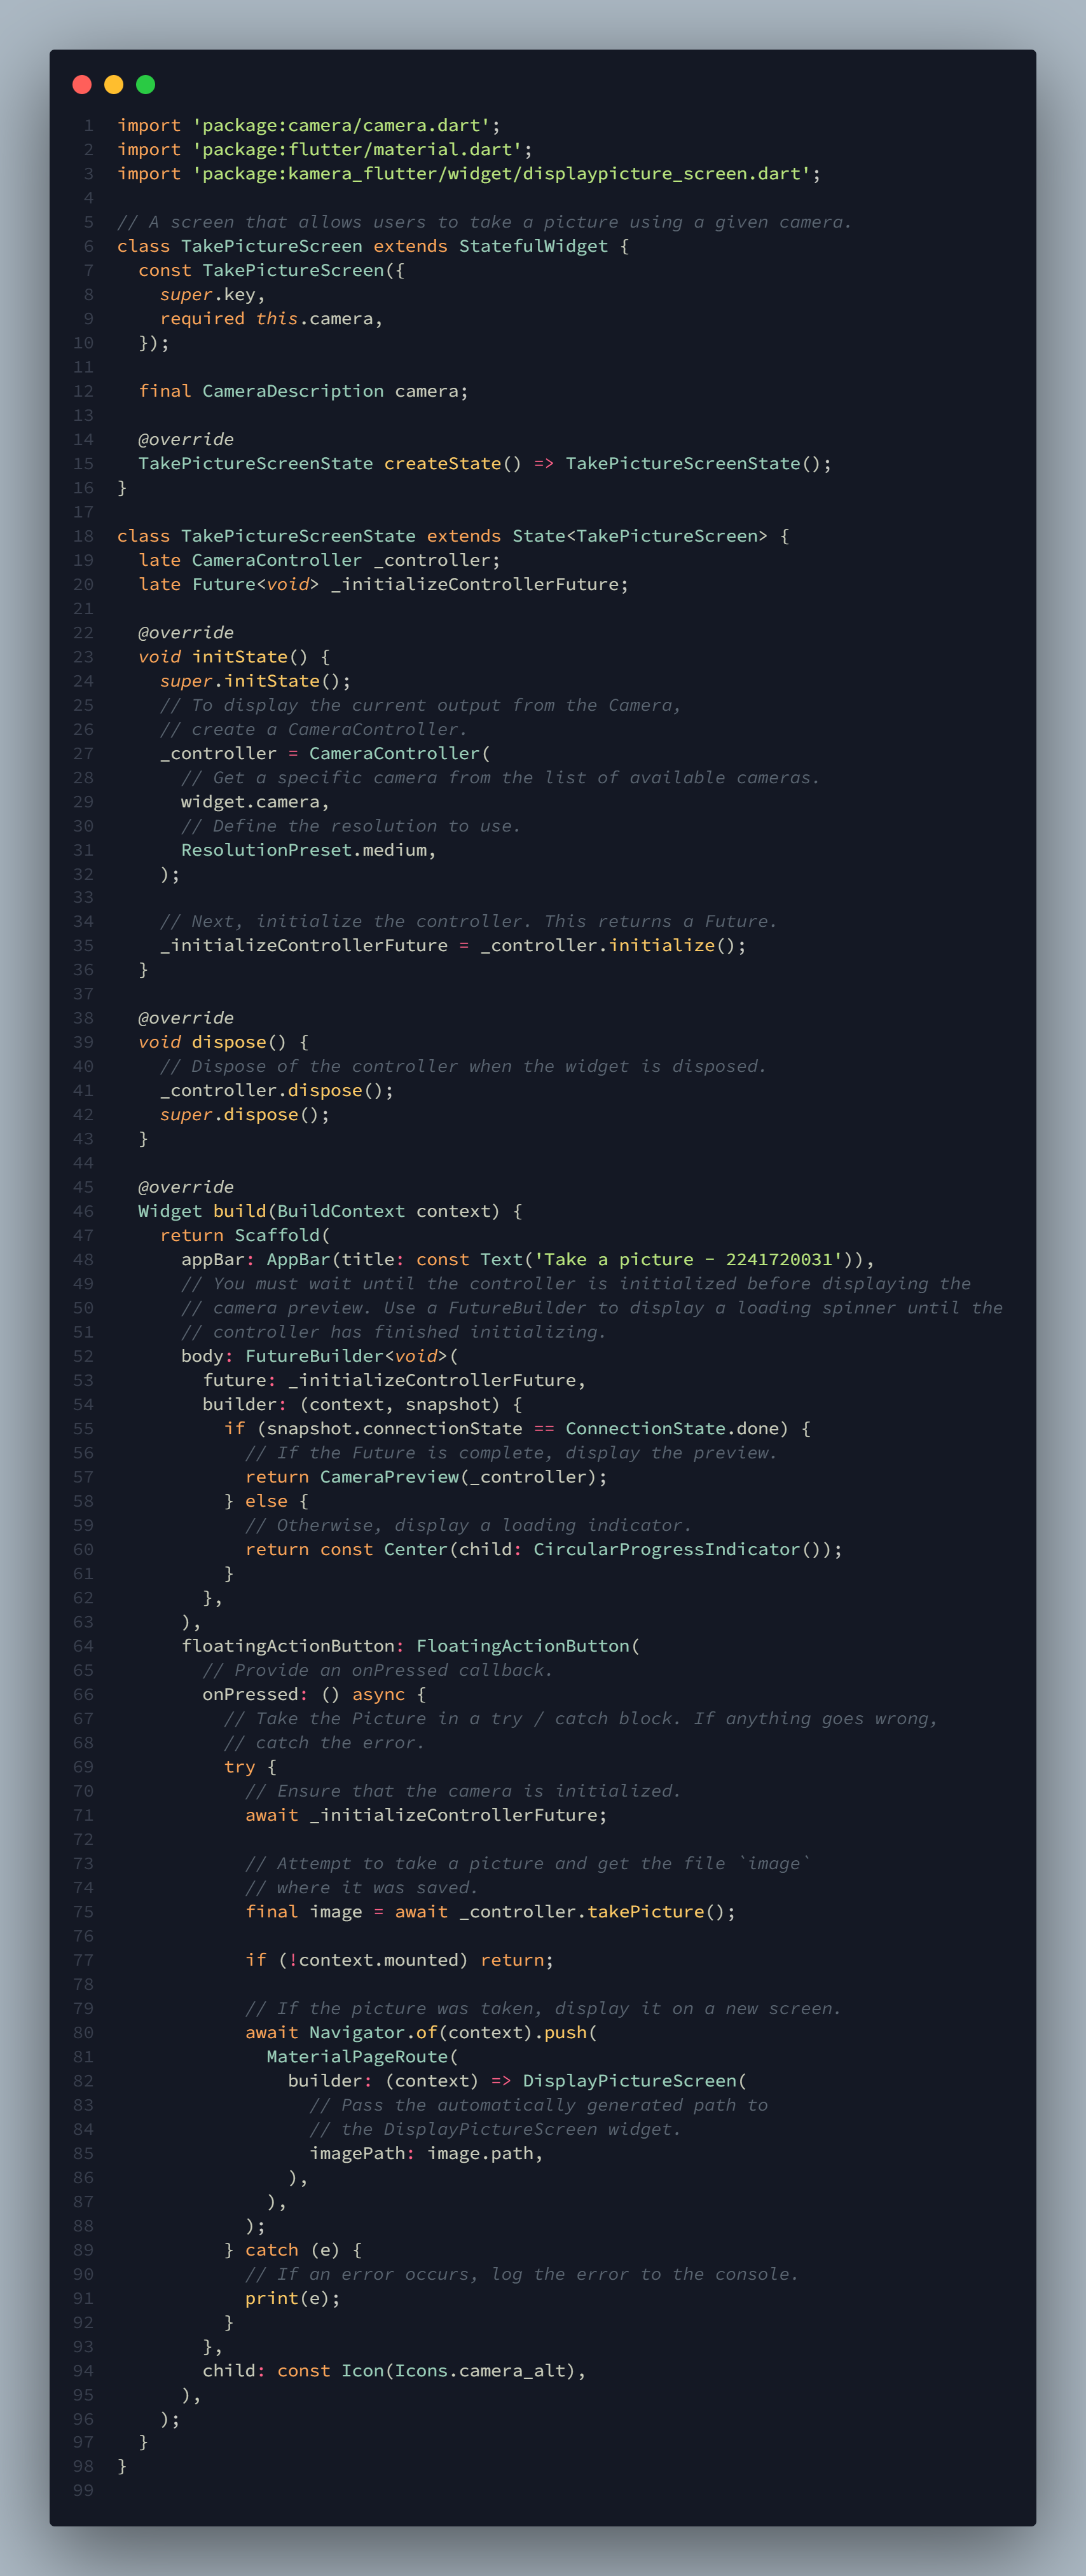 1 import 'package:camera/camera.dart';
2 import 'package:flutter/material.dart';
3 import 'package:kamera_flutter/widget/displaypicture_screen.dart';
4
5 // A screen that allows users to take a picture using a given camera.
6 class TakePictureScreen extends StatefulWidget {
7   const TakePictureScreen({
8     super.key,
9     required this.camera,
10   });
11
12   final CameraDescription camera;
13
14   @override
15   TakePictureScreenState createState() => TakePictureScreenState();
16 }
17
18 class TakePictureScreenState extends State<TakePictureScreen> {
19   late CameraController _controller;
20   late Future<void> _initializeControllerFuture;
21
22   @override
23   void initState() {
24     super.initState();
25     // To display the current output from the Camera,
26     // create a CameraController.
27     _controller = CameraController(
28       // Get a specific camera from the list of available cameras.
29       widget.camera,
30       // Define the resolution to use.
31       ResolutionPreset.medium,
32     );
33
34     // Next, initialize the controller. This returns a Future.
35     _initializeControllerFuture = _controller.initialize();
36   }
37
38   @override
39   void dispose() {
40     // Dispose of the controller when the widget is disposed.
41     _controller.dispose();
42     super.dispose();
43   }
44
45   @override
46   Widget build(BuildContext context) {
47     return Scaffold(
48       appBar: AppBar(title: const Text('Take a picture - 2241720031')),
49       // You must wait until the controller is initialized before displaying the
50       // camera preview. Use a FutureBuilder to display a loading spinner until the
51       // controller has finished initializing.
52       body: FutureBuilder<void>(
53         future: _initializeControllerFuture,
54         builder: (context, snapshot) {
55           if (snapshot.connectionState == ConnectionState.done) {
56             // If the Future is complete, display the preview.
57             return CameraPreview(_controller);
58           } else {
59             // Otherwise, display a loading indicator.
60             return const Center(child: CircularProgressIndicator());
61           }
62         },
63       ),
64       floatingActionButton: FloatingActionButton(
65         // Provide an onPressed callback.
66         onPressed: () async {
67           // Take the Picture in a try / catch block. If anything goes wrong,
68           // catch the error.
69           try {
70             // Ensure that the camera is initialized.
71             await _initializeControllerFuture;
72
73             // Attempt to take a picture and get the file `image`
74             // where it was saved.
75             final image = await _controller.takePicture();
76
77             if (!context.mounted) return;
78
79             // If the picture was taken, display it on a new screen.
80             await Navigator.of(context).push(
81               MaterialPageRoute(
82                 builder: (context) => DisplayPictureScreen(
83                   // Pass the automatically generated path to
84                   // the DisplayPictureScreen widget.
85                   imagePath: image.path,
86                 ),
87               ),
88             );
89           } catch (e) {
90             // If an error occurs, log the error to the console.
91             print(e);
92           }
93         },
94         child: const Icon(Icons.camera_alt),
95       ),
96     );
97   }
98 }
99